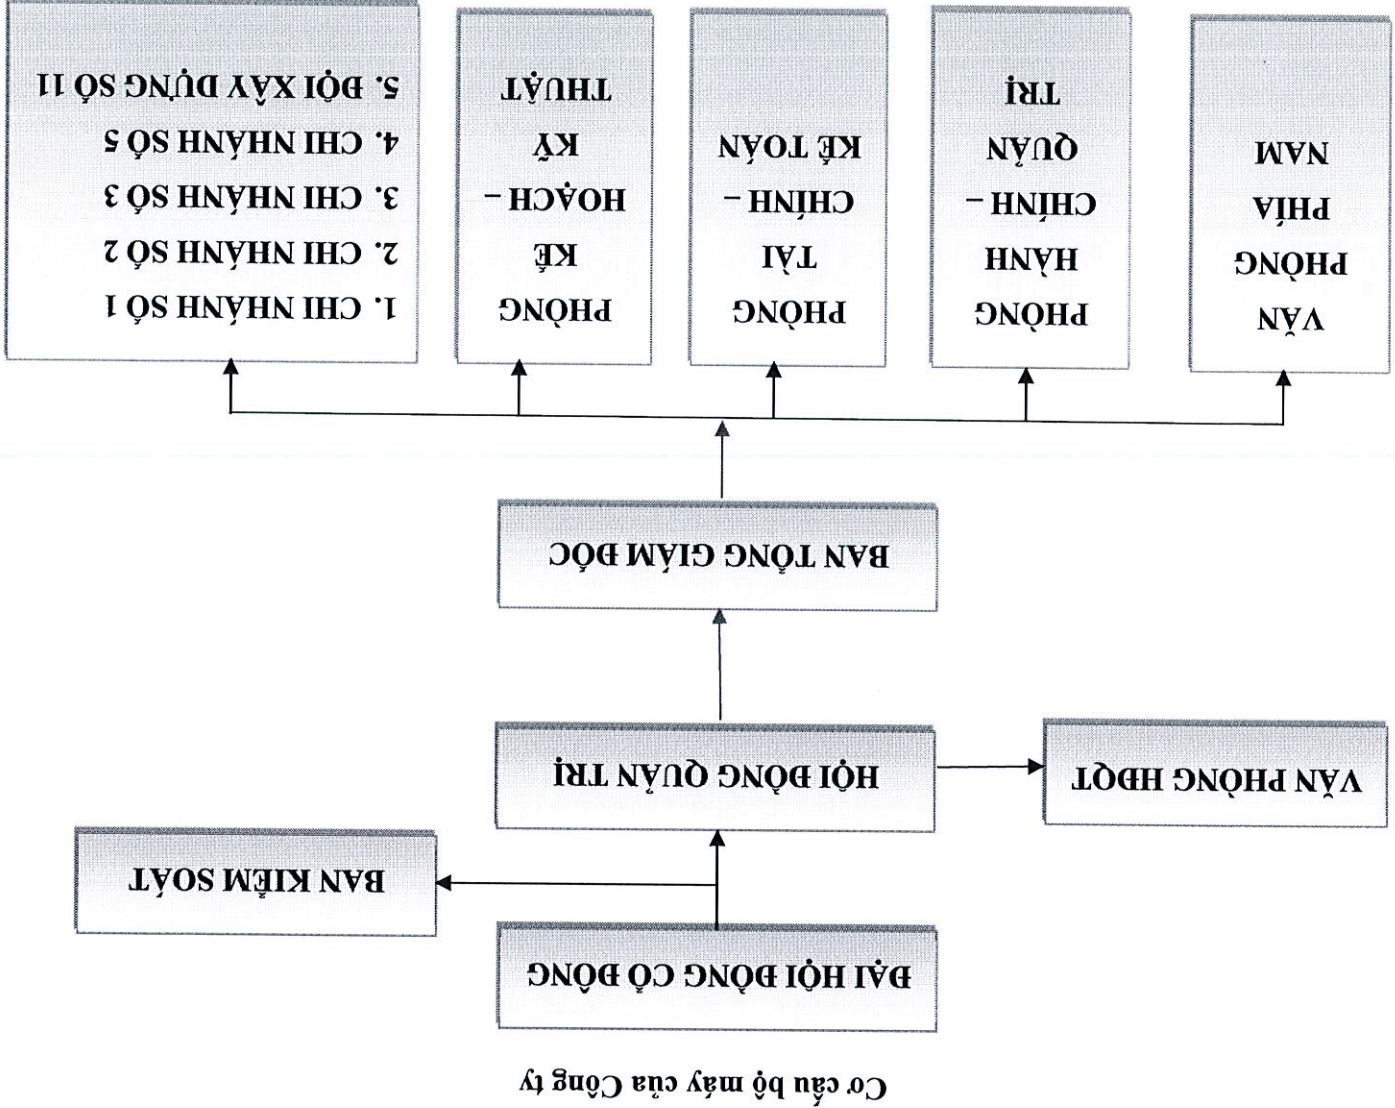 Cơ cấu bộ máy của Công ty
ĐẠI HỘI ĐỒNG CỔ ĐÔNG
BAN KIỂM SOÁT
HỘI ĐỒNG QUẢN TRỊ
VĂN PHÒNG HĐQT
BAN TỔNG GIÁM ĐỐC
VĂN
PHÒNG
PHÍA
NAM
PHÒNG
HÀNH
CHÍNH –
QUẢN
TRỊ
PHÒNG
TÀI
CHÍNH –
KẾ TOÁN
PHÒNG
KẾ
HOẠCH –
KỸ
THUẬT
1. CHI NHÁNH SỐ 1
2. CHI NHÁNH SỐ 2
3. CHI NHÁNH SỐ 3
4. CHI NHÁNH SỐ 5
5. ĐỘI XÂY DỰNG SỐ 11